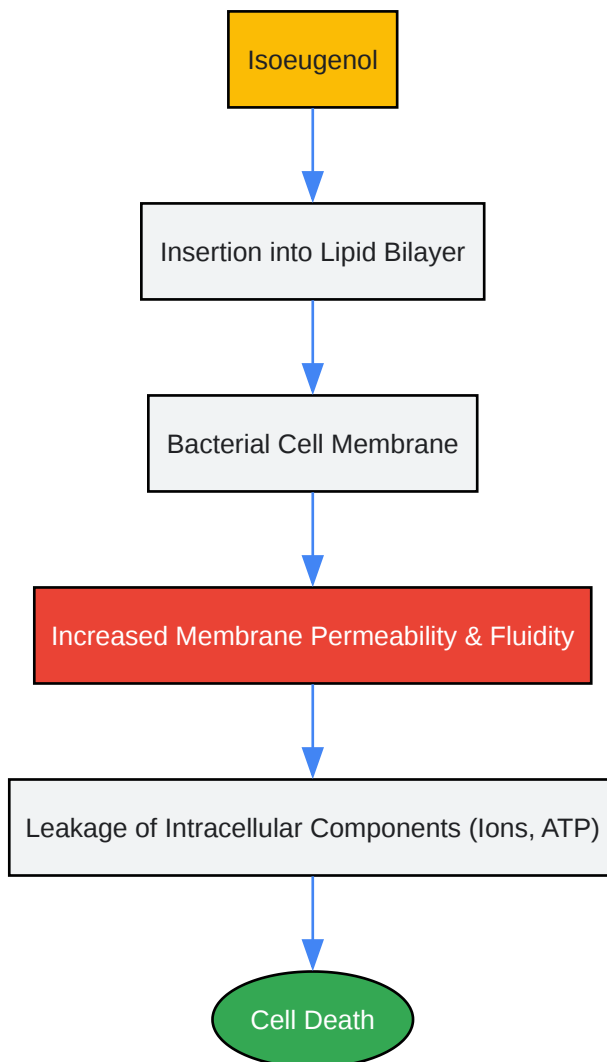 Isoeugenol
Insertion into Lipid Bilayer
Bacterial Cell Membrane
Increased Membrane Permeability & Fluidity
Leakage of Intracellular Components (Ions, ATP)
Cell Death